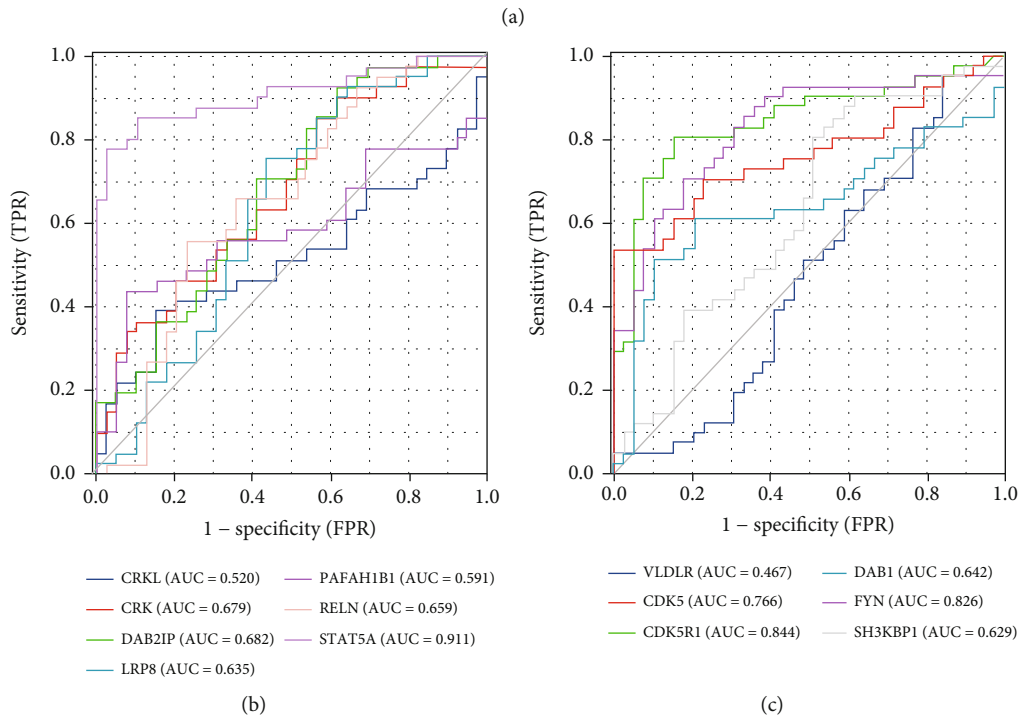 (a)
1.0
0.8
0.6
0.4
0.2
0.0
Sensitivity (TPR)
0.0 0.2 0.4 0.6 0.8 1.0
1 − specificity (FPR)
CRKL (AUC = 0.520)
CRK (AUC = 0.679)
DAB2IP (AUC = 0.682)
LRP8 (AUC = 0.635)
PAFAH1B1 (AUC = 0.591)
RELN (AUC = 0.659)
STAT5A (AUC = 0.911)
(b)
1.0
0.8
0.6
0.4
0.2
0.0
Sensitivity (TPR)
0.0 0.2 0.4 0.6 0.8 1.0
1 − specificity (FPR)
VLDLR (AUC = 0.467)
CDK5 (AUC = 0.766)
CDK5R1 (AUC = 0.844)
DAB1 (AUC = 0.642)
FYN (AUC = 0.826)
SH3KBP1 (AUC = 0.629)
(c)